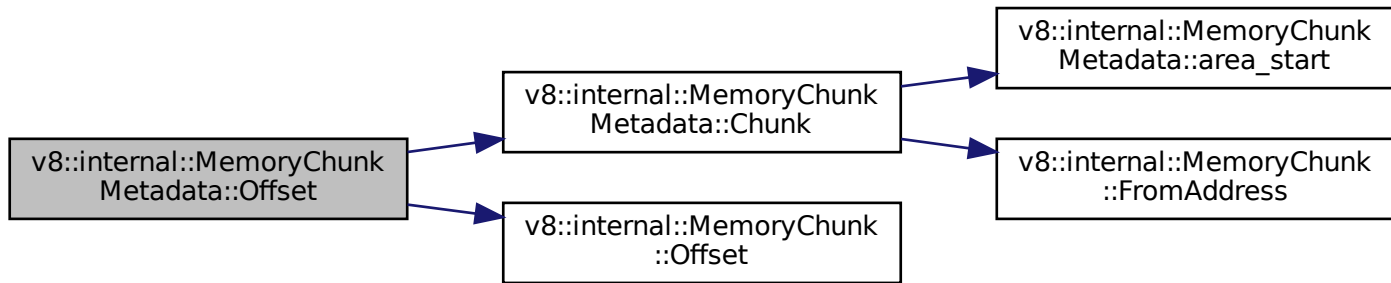 v8::internal::MemoryChunk
Metadata::Offset
v8::internal::MemoryChunk
Metadata::Chunk
v8::internal::MemoryChunk
::Offset
v8::internal::MemoryChunk
Metadata::area_start
v8::internal::MemoryChunk
::FromAddress